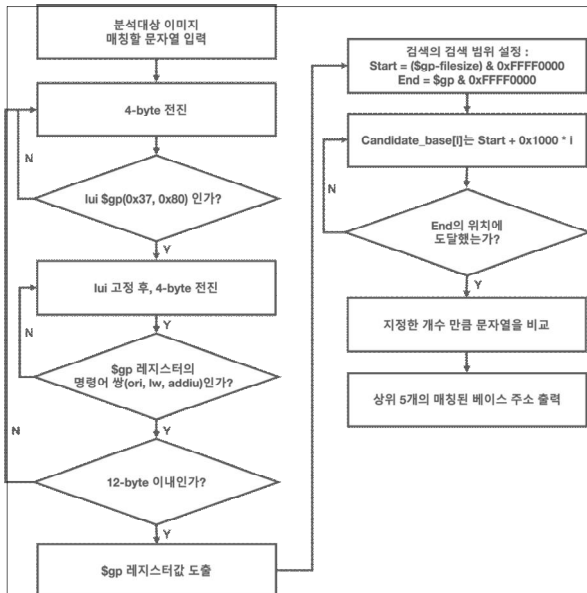 분석대상 이미지
매칭할 문자열 입력
4-byte 전진
N
lui $gp(0x37, 0x80) 인가?
Y
lui 고정 후, 4-byte 전진
N
Y
$gp 레지스터의
명령어 쌍(ori, lw, addiu)인가?
N
Y
12-byte 이내인가?
Y
$gp 레지스터값 도출
검색의 검색 범위 설정 :
Start = ($gp-filesize) & 0xFFFF0000
End = $gp & 0xFFFF0000
Candidate_base[i]는 Start + 0x1000 * i
N
End의 위치에
도달했는가?
Y
지정한 개수 만큼 문자열을 비교
상위 5개의 매칭된 베이스 주소 출력